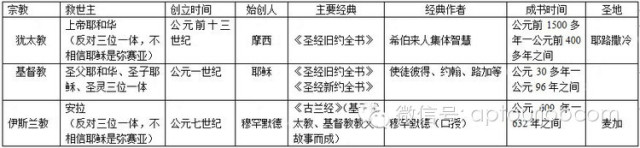 宗教 救世主 创立时间 始创人 主要经典 经典作者 成书时间 圣地
犹太教 上帝耶和华（反对三位一体，不相信耶稣是弥赛亚） 公元前十三世纪 摩西 《圣经旧约全书》 希伯来人集体智慧 公元前 1500 多年—公元前 400 多年之间 耶路撒冷
基督教 圣父耶和华、圣子耶稣、圣灵三位一体 公元一世纪 耶稣 《圣经旧约全书》《圣经新约全书》 使徒彼得、约翰、路加等 公元 30 多年—公元 96 年之间
伊斯兰教 安拉（反对三位一体，不相信耶稣是弥赛亚） 公元七世纪 穆罕默德 《古兰经》（基于犹太教、基督教教义故事而成） 穆罕默德（口授） 公元 609 年—632 年之间 麦加
微信号: